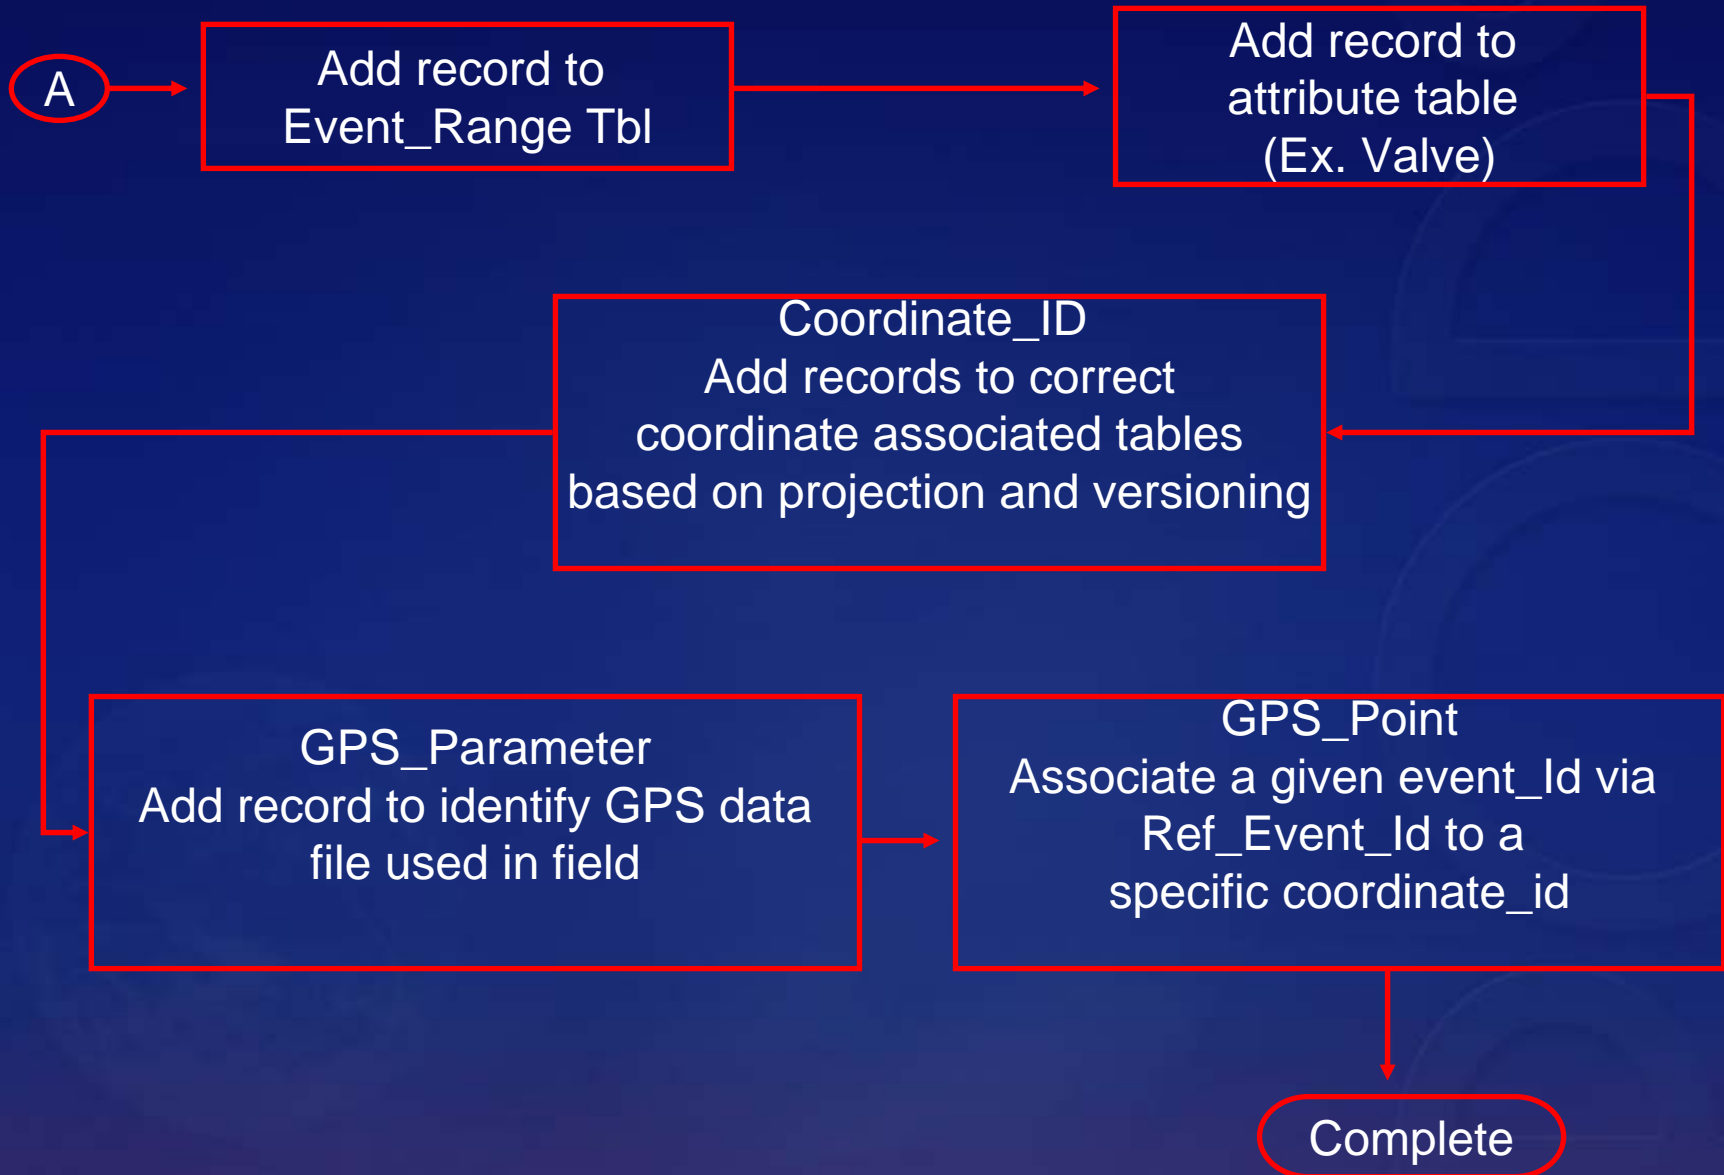 A
Add record to
Event_Range Tbl
Add record to
attribute table
(Ex. Valve)
Coordinate_ID
Add records to correct
coordinate associated tables
based on projection and versioning
GPS_Parameter
Add record to identify GPS data
file used in field
GPS_Point
Associate a given event_Id via
Ref_Event_Id to a
specific coordinate_id
Complete